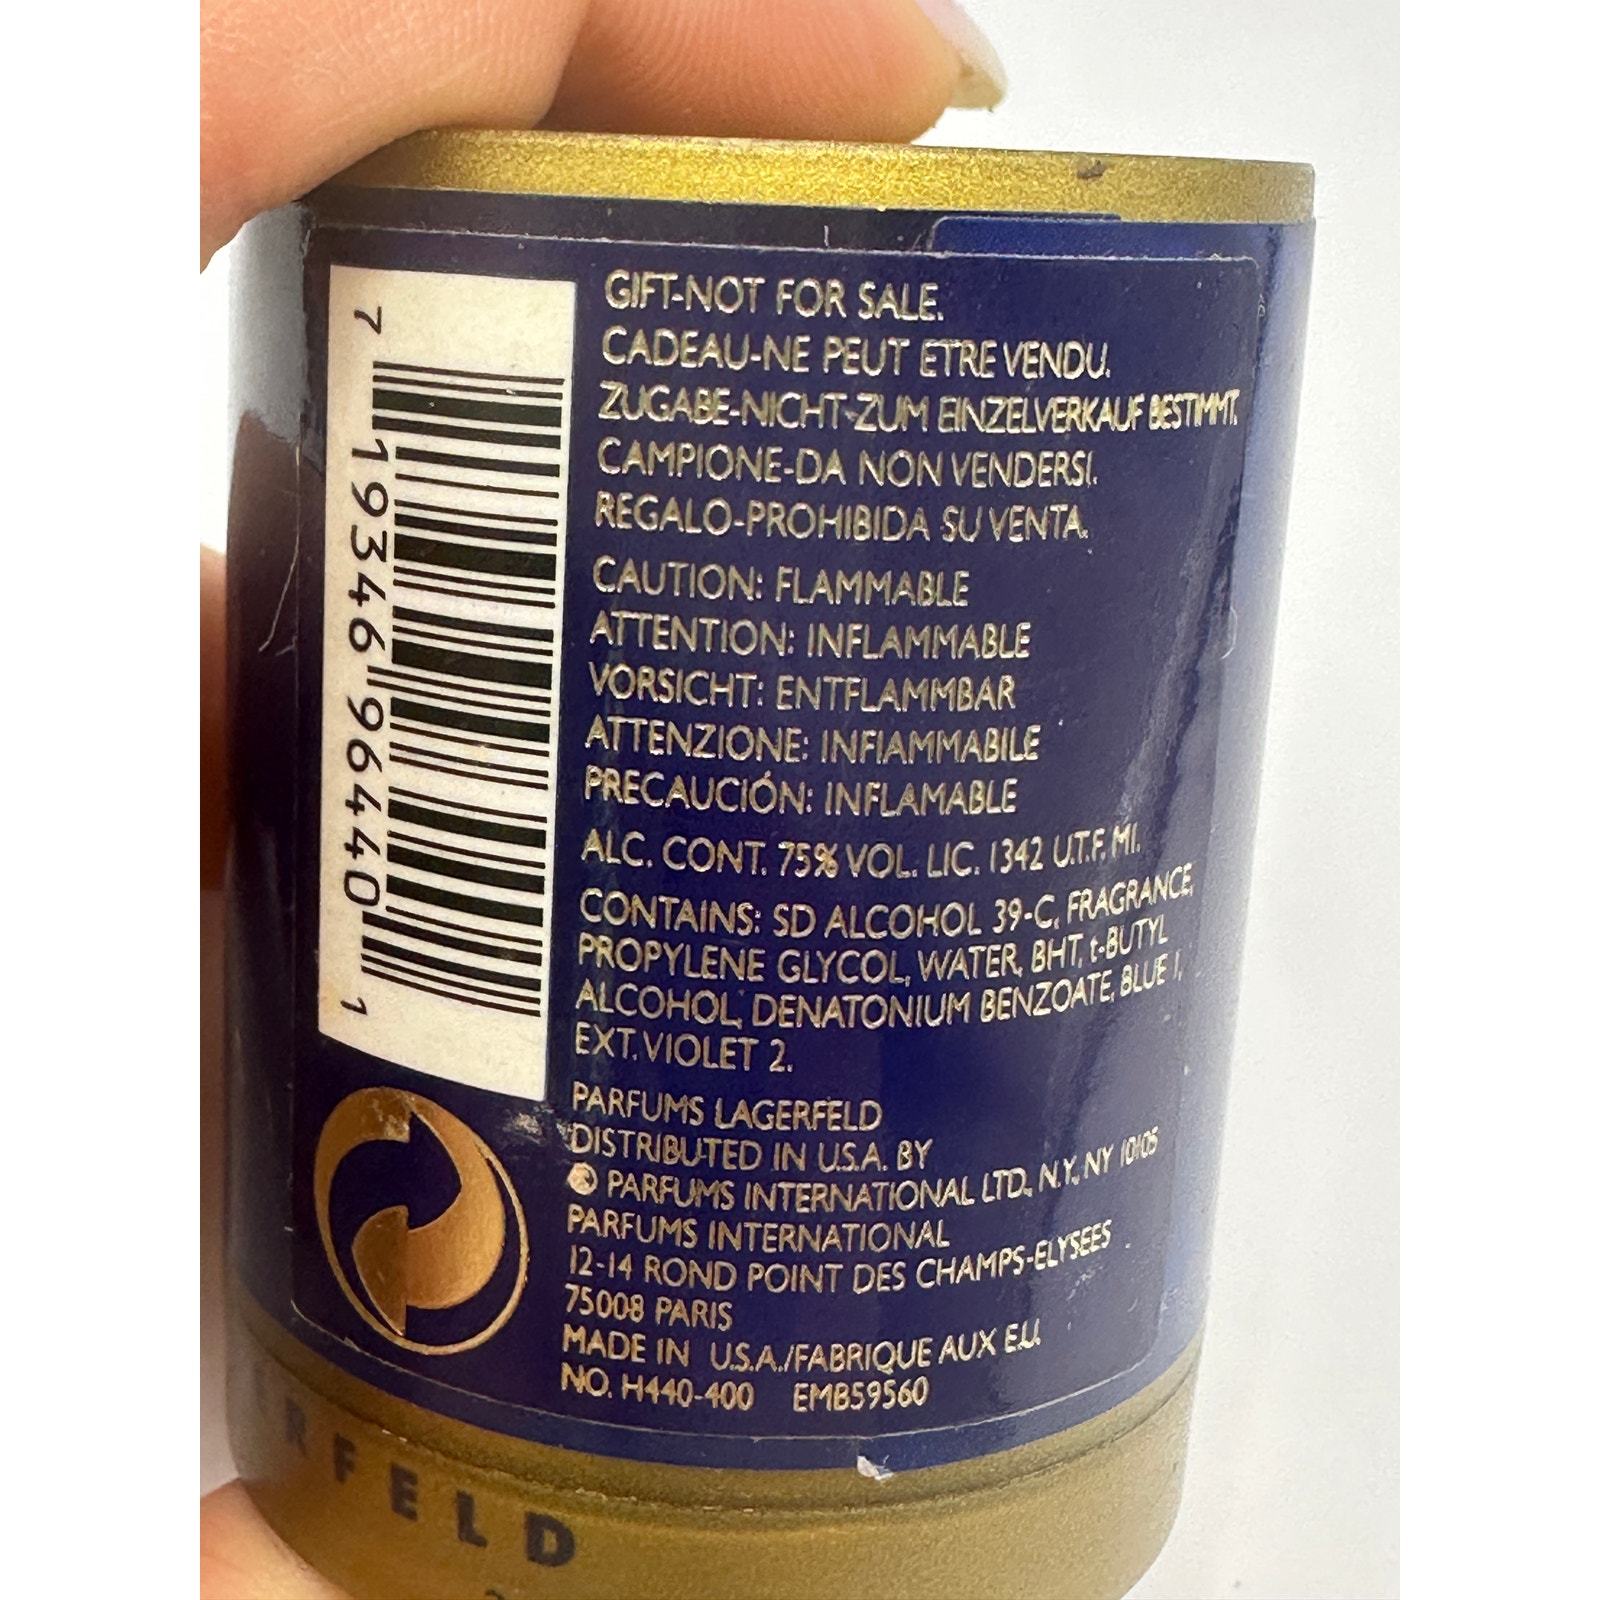 GIFT-NOT FOR SALE.
CADEAU-NE PEUT ETRE VENDU.
ZUGABE-NICHT-ZUM EINZELVERKAUF BESTIMMT.
CAMPIONE-DA NON VENDERSI.
REGALO-PROHIBIDA SU VENTA.
CAUTION: FLAMMABLE
ATTENTION: INFLAMMABLE
VORSICHT: ENTFLAMMBAR
ATTENZIONE: INFIAMMABILE
PRECAUCIÓN: INFLAMABLE
ALC. CONT. 75% VOL. LIC. 1342 U.T.F. MI.
CONTAINS: SD ALCOHOL 39-C, FRAGRANCE,
PROPYLENE GLYCOL, WATER, BHT, t-BUTYL
ALCOHOL, DENATONIUM BENZOATE, BLUE 1,
EXT. VIOLET 2.
PARFUMS LAGERFELD
DISTRIBUTED IN U.S.A. BY
© PARFUMS INTERNATIONAL LTD., N.Y., NY 10105
PARFUMS INTERNATIONAL
12-14 ROND POINT DES CHAMPS-ELYSEES
75008 PARIS
MADE IN U.S.A./FABRIQUE AUX E.U.
NO. H440-400 EMB59560
7 19346 96440 1
RFELD